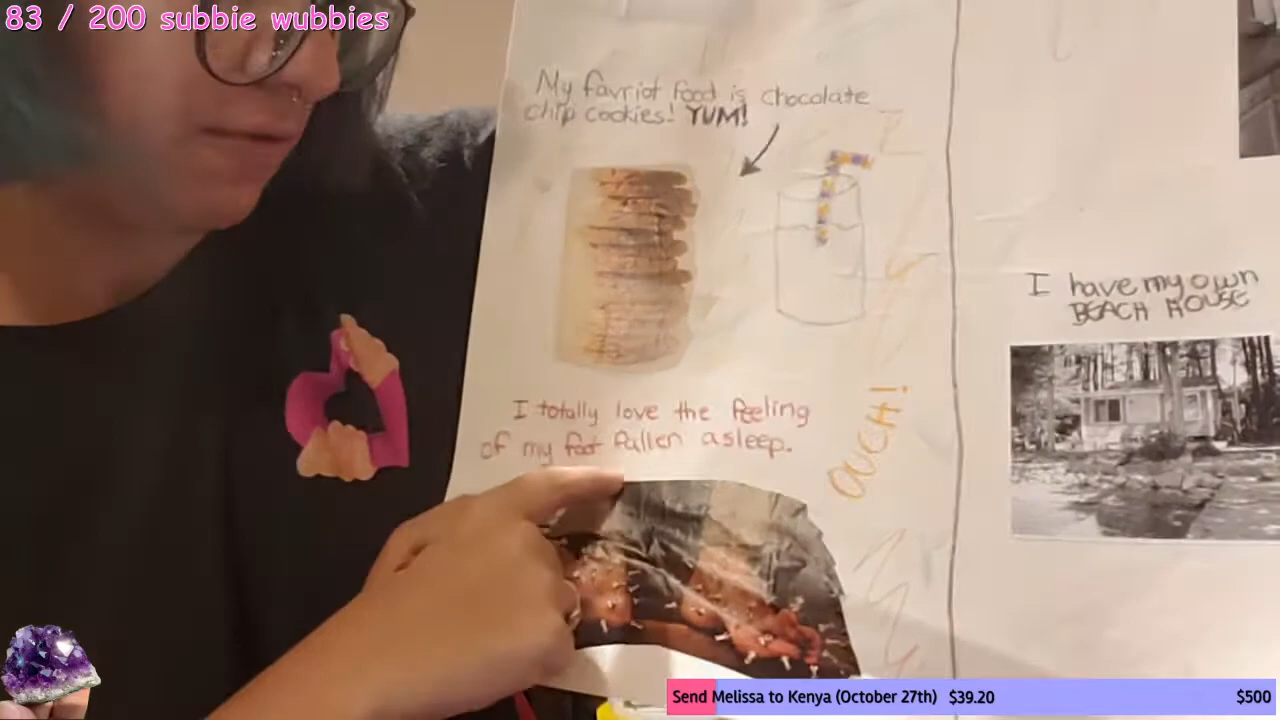 83 / 200 subbie wubbies
My favriot food is chocolate
chip cookies! YUM!
I totally love the feeling
of my foot fallen asleep.
OUCH!
I have my own
BEACH HOUSE
Send Melissa to Kenya (October 27th) $39.20 $500